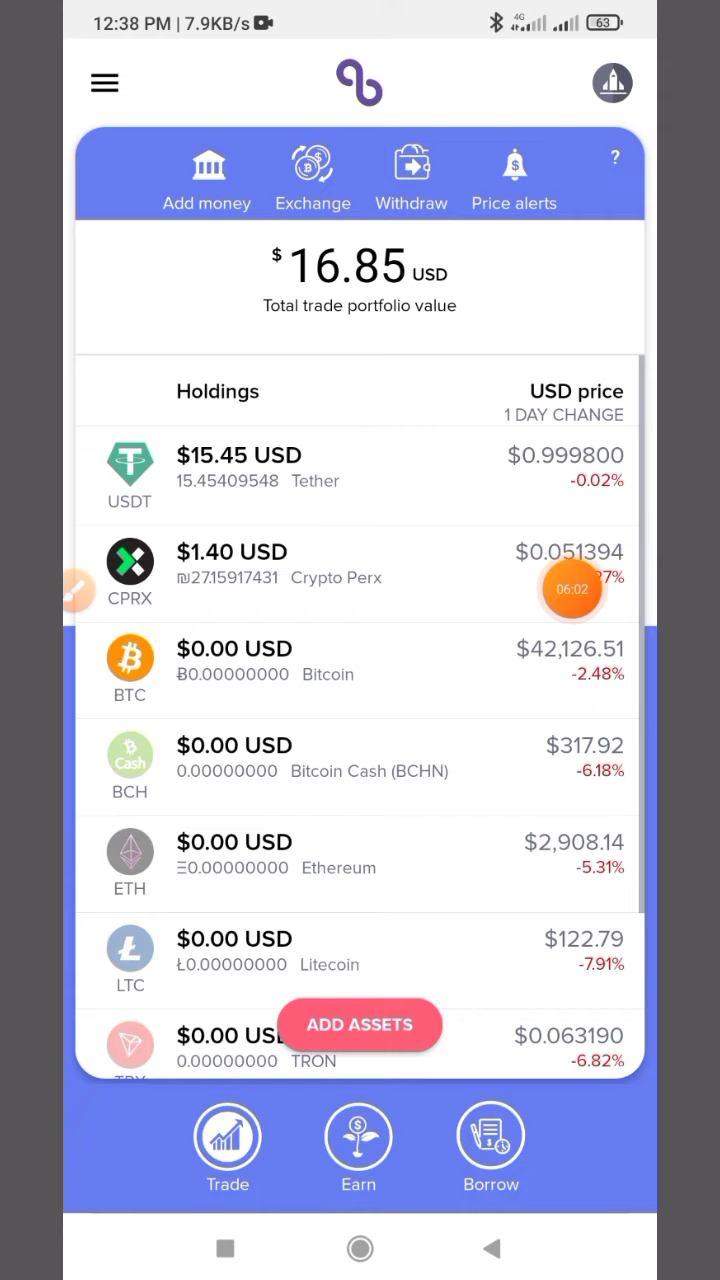 12:38 PM | 7.9KB/s
4G
63
Add money
Exchange
Withdraw
Price alerts
?
$ 16.85 USD
Total trade portfolio value
Holdings
USD price
1 DAY CHANGE
$15.45 USD
$0.999800
15.45409548 Tether
-0.02%
USDT
$1.40 USD
$0.051394
₪27.15917431 Crypto Perx
7%
06:02
CPRX
$0.00 USD
$42,126.51
Ƀ0.00000000 Bitcoin
-2.48%
BTC
$0.00 USD
$317.92
Cash
0.00000000 Bitcoin Cash (BCHN)
-6.18%
BCH
$0.00 USD
$2,908.14
Ξ0.00000000 Ethereum
-5.31%
ETH
$0.00 USD
$122.79
Ł0.00000000 Litecoin
-7.91%
LTC
ADD ASSETS
$0.00
$0.063190
0.00000000 TRON
-6.82%
Trade
Earn
Borrow